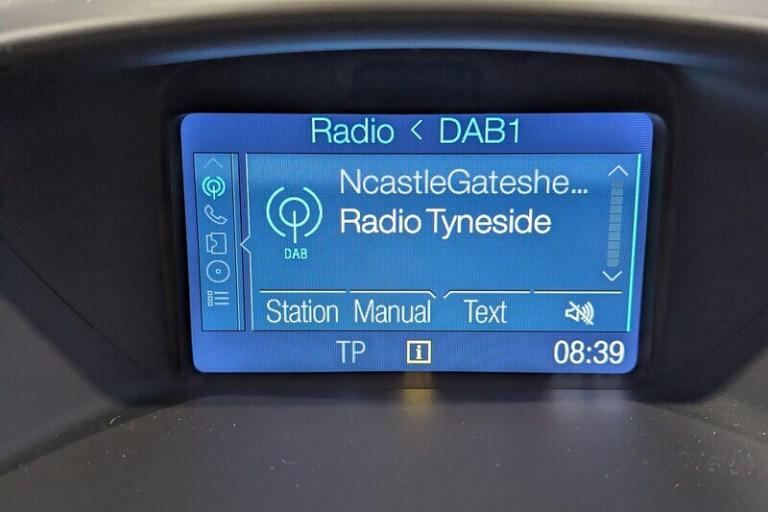 Radio < DAB1
NcastleGateshe...
Radio Tyneside
DAB
Station Manual Text
TP i 08:39